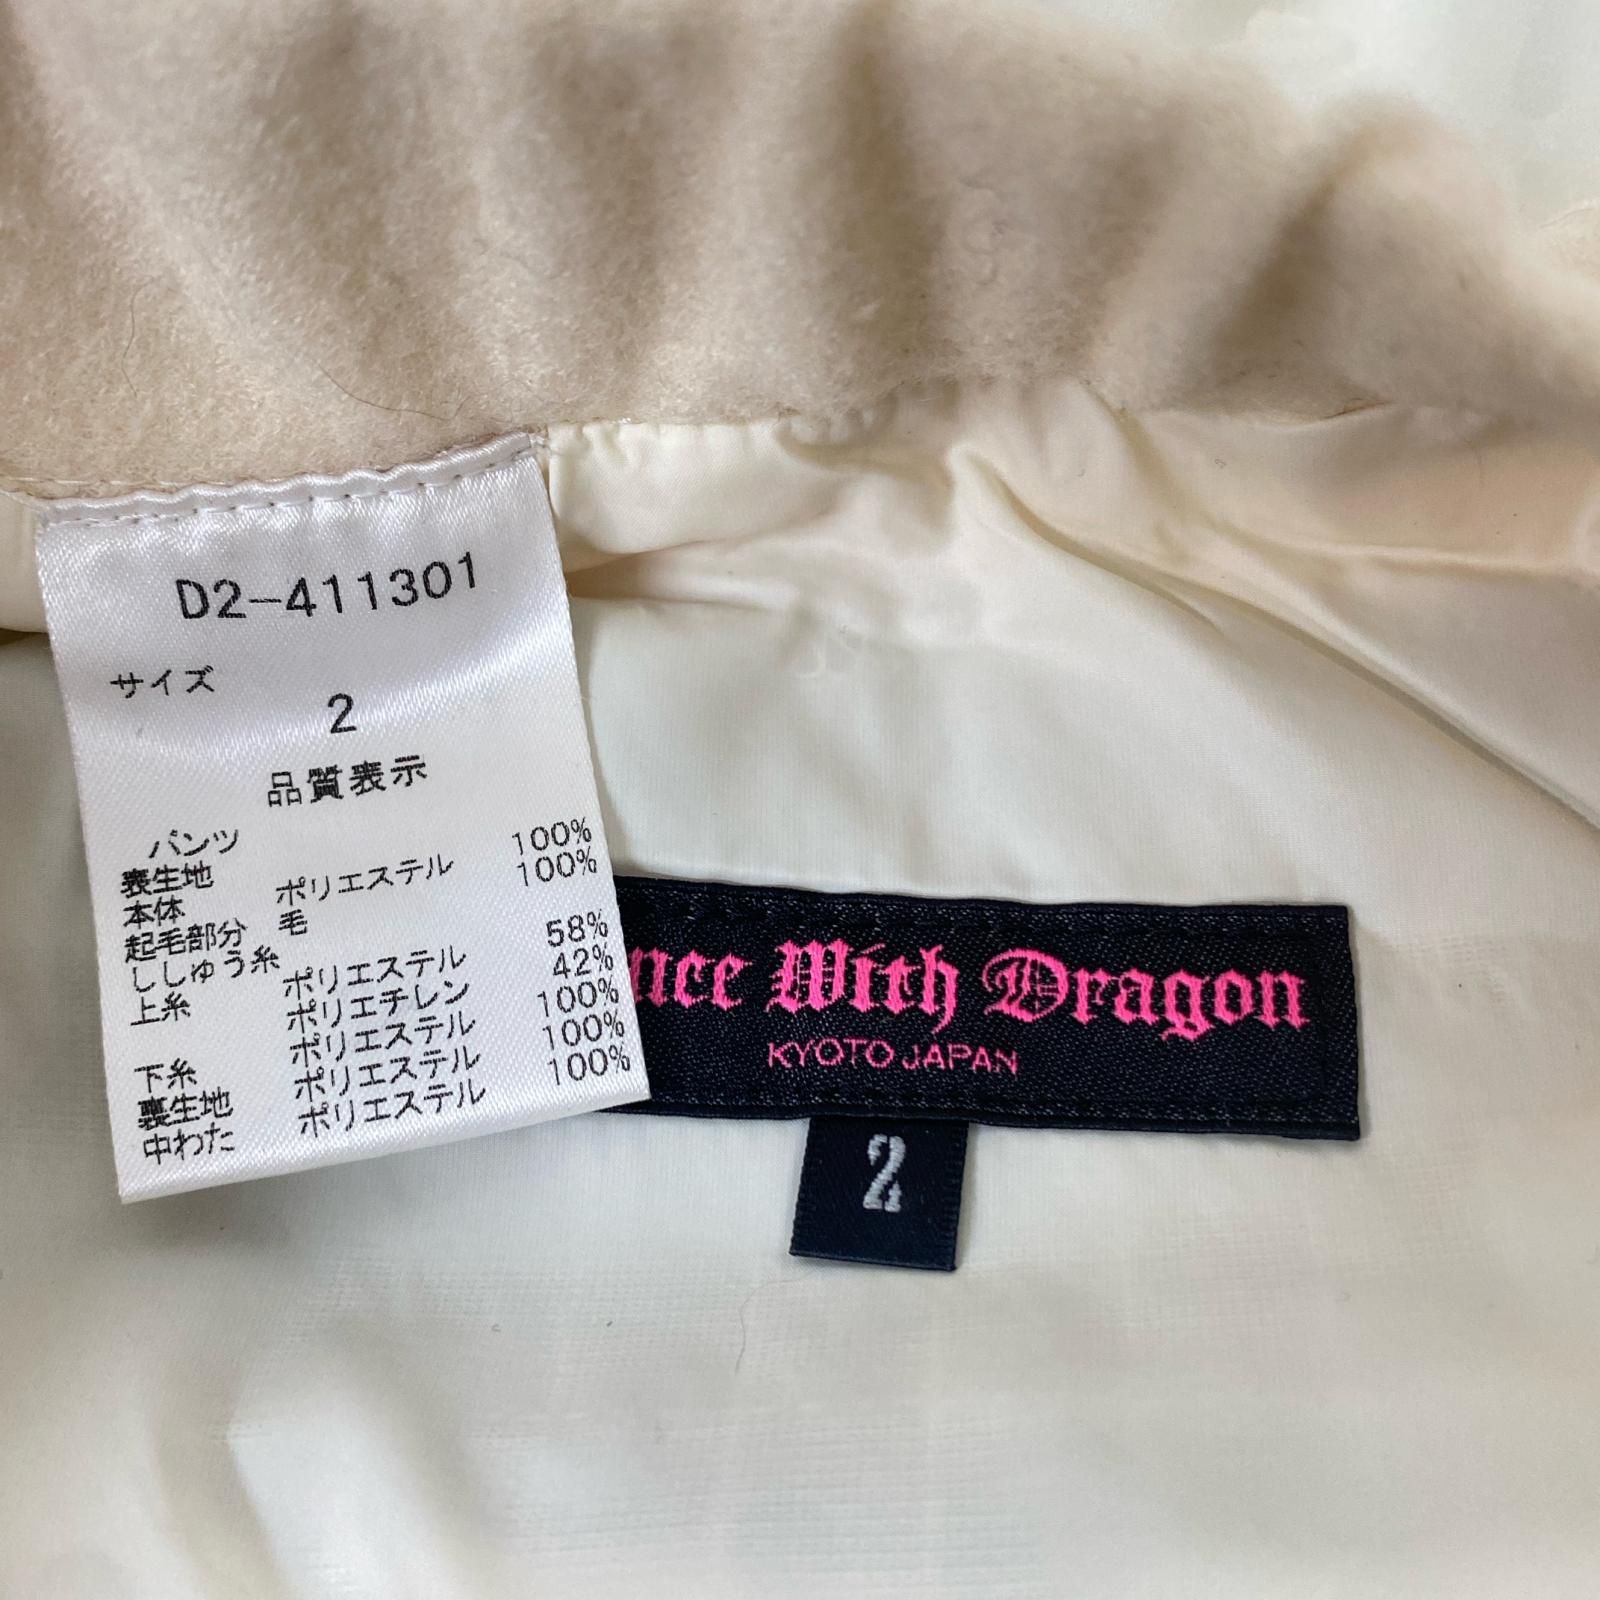 D2-411301
サイズ
2
品質表示
パンツ
表生地
本体 ポリエステル 100%
起毛部分 毛 100%
ししゅう糸
上糸 ポリエステル 58%
ポリエチレン 42%
下糸 ポリエステル 100%
裏生地 ポリエステル 100%
中わた ポリエステル 100%
nce With Dragon
KYOTO JAPAN
2